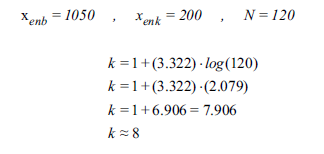 x_enb = 1050 , x_enk = 200 , N = 120
k = 1 + (3.322) · log(120)
k = 1 + (3.322) · (2.079)
k = 1 + 6.906 = 7.906
k ≈ 8